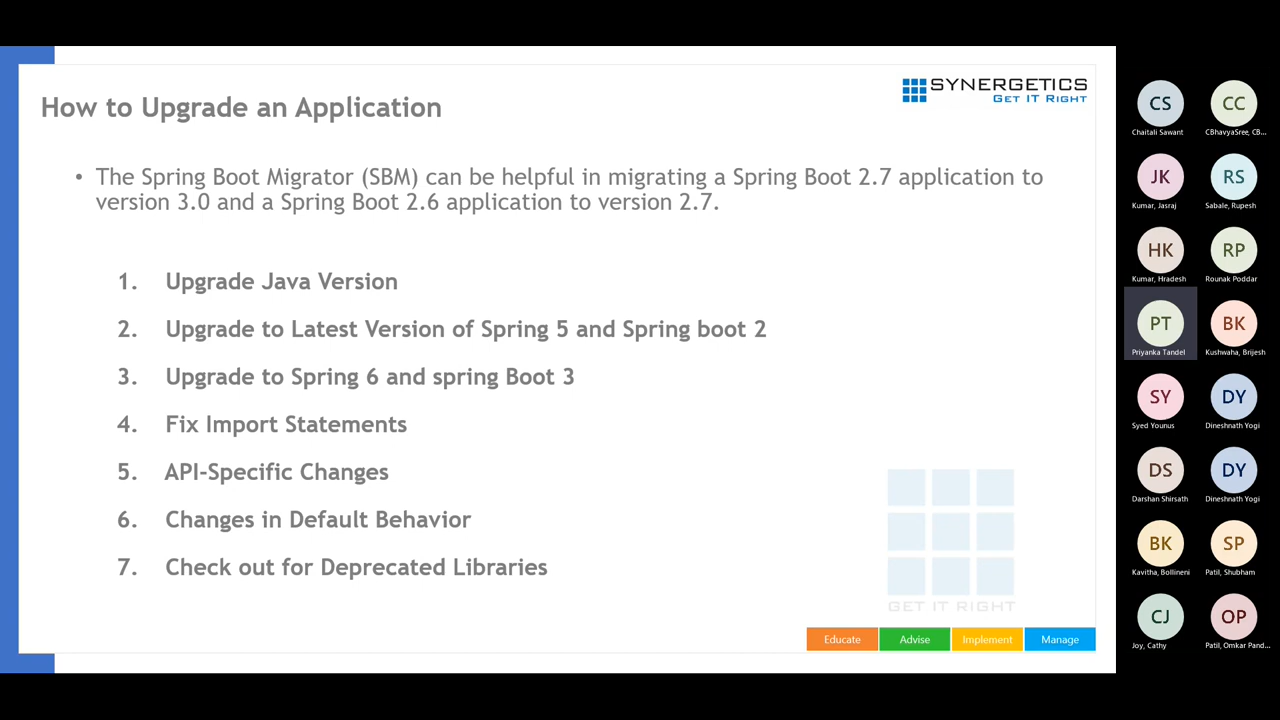 SYNERGETICS
GET IT RIGHT
How to Upgrade an Application
• The Spring Boot Migrator (SBM) can be helpful in migrating a Spring Boot 2.7 application to
version 3.0 and a Spring Boot 2.6 application to version 2.7.
1. Upgrade Java Version
2. Upgrade to Latest Version of Spring 5 and Spring boot 2
3. Upgrade to Spring 6 and spring Boot 3
4. Fix Import Statements
5. API-Specific Changes
6. Changes in Default Behavior
7. Check out for Deprecated Libraries
GET IT RIGHT
Educate Advise Implement Manage
CS CC
Chaitali Sawant CBhavyaSree, CB...
JK RS
Kumar, Jasraj Sabale, Rupesh
HK RP
Kumar, Hradesh Rounak Poddar
PT BK
Priyanka Tandel Kushwaha, Brijesh
SY DY
Syed Younus Dineshnath Yogi
DS DY
Darshan Shirsath Dineshnath Yogi
BK SP
Kavitha, Bollineni Patil, Shubham
CJ OP
Joy, Cathy Patil, Omkar Pand...